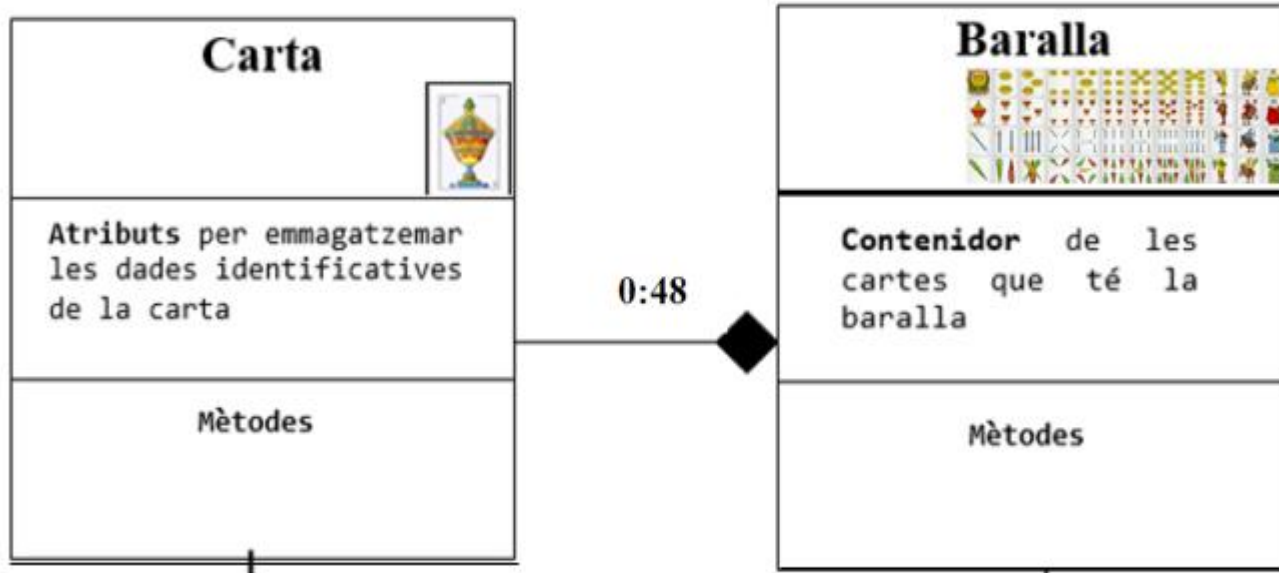 Carta
Atributs per emmagatzemar
les dades identificatives
de la carta
Mètodes
0:48
Baralla
Contenidor de les
cartes que té la
baralla
Mètodes